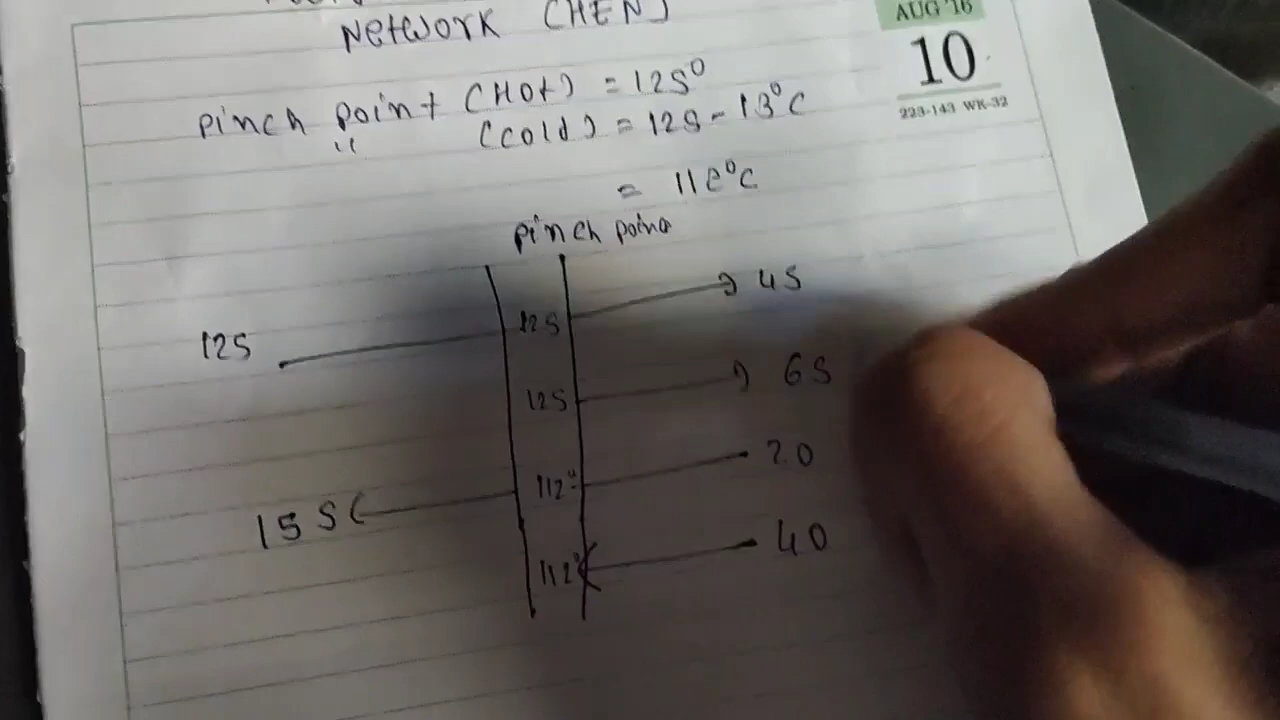 Network (HEN)
AUG '16
10
223-143 WK-32
pinch point (Hot) = 125°
" (cold) = 125 - 13°C
= 112°C
pinch point
125 125 45
125 65
112° 20
155 112° 40